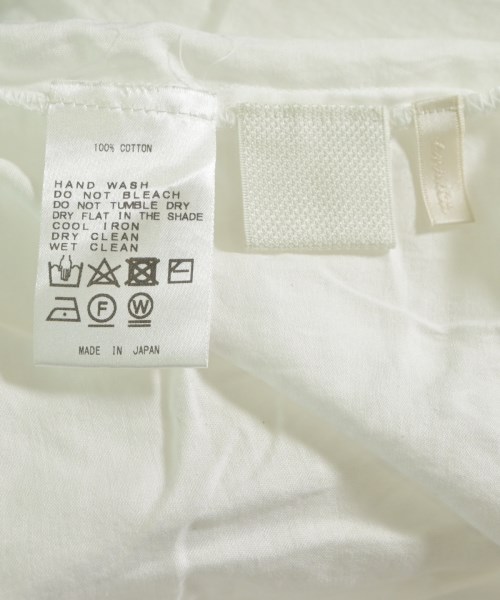 100% COTTON
HAND WASH
DO NOT BLEACH
DO NOT TUMBLE DRY
DRY FLAT IN THE SHADE
COOL IRON
DRY CLEAN
WET CLEAN
F W
MADE IN JAPAN